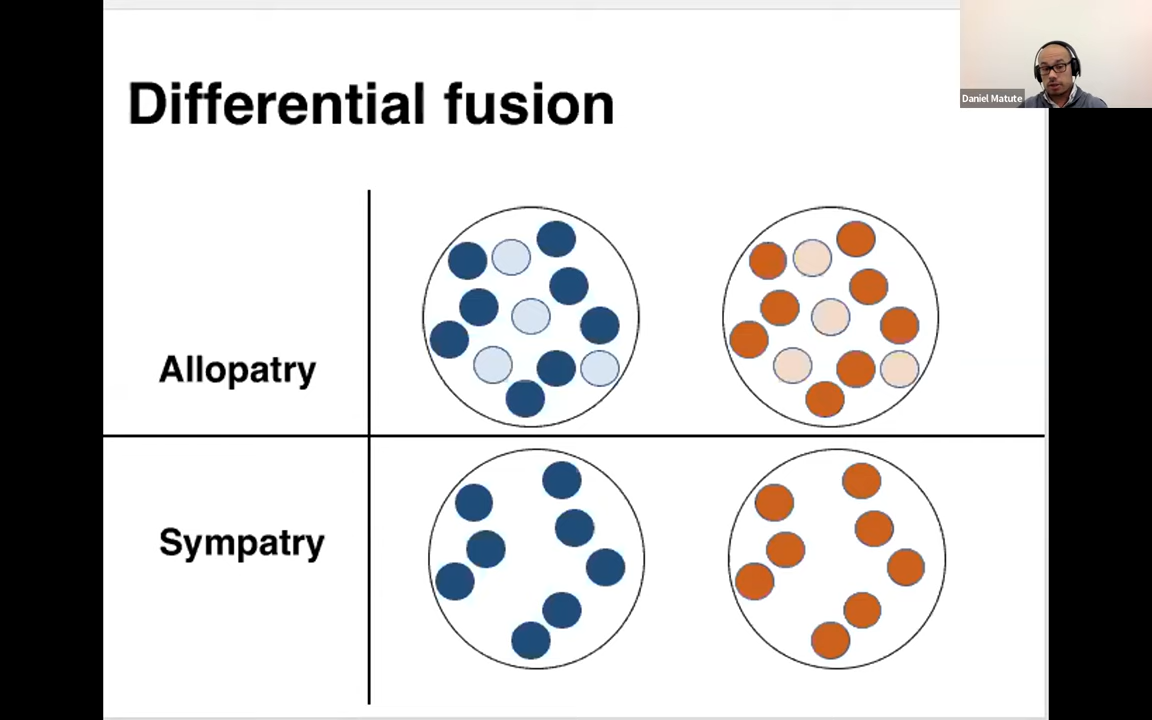 Differential fusion
Daniel Matute
Allopatry
Sympatry